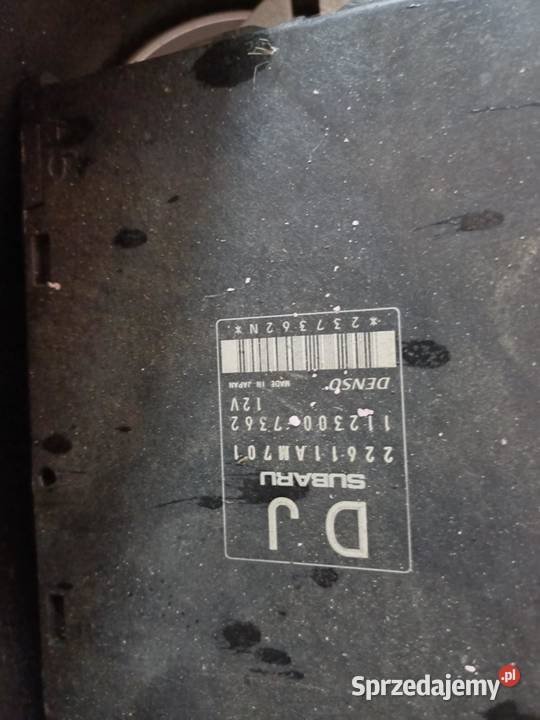 DJ
SUBARU
22611AM701
112300-7362
12V
DENSO MADE IN JAPAN
*237362N*
Sprzedajemy.pl